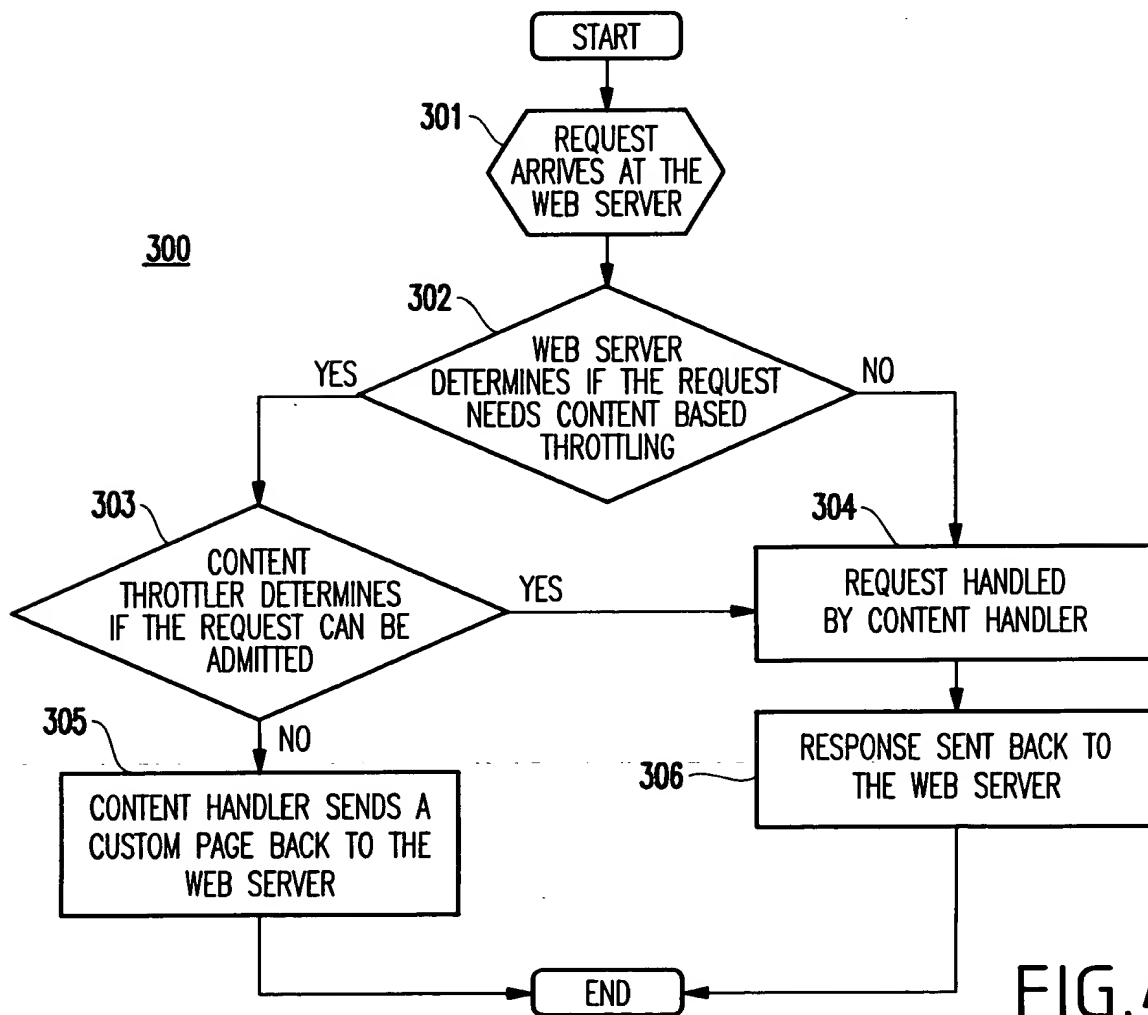 START
301
REQUEST
ARRIVES AT THE
WEB SERVER
300
302
WEB SERVER
DETERMINES IF THE REQUEST
NEEDS CONTENT BASED
THROTTLING
YES
NO
303
CONTENT
THROTTLER DETERMINES
IF THE REQUEST CAN BE
ADMITTED
YES
304
REQUEST HANDLED
BY CONTENT HANDLER
NO
305
CONTENT HANDLER SENDS A
CUSTOM PAGE BACK TO THE
WEB SERVER
306
RESPONSE SENT BACK TO
THE WEB SERVER
END
FIG.4